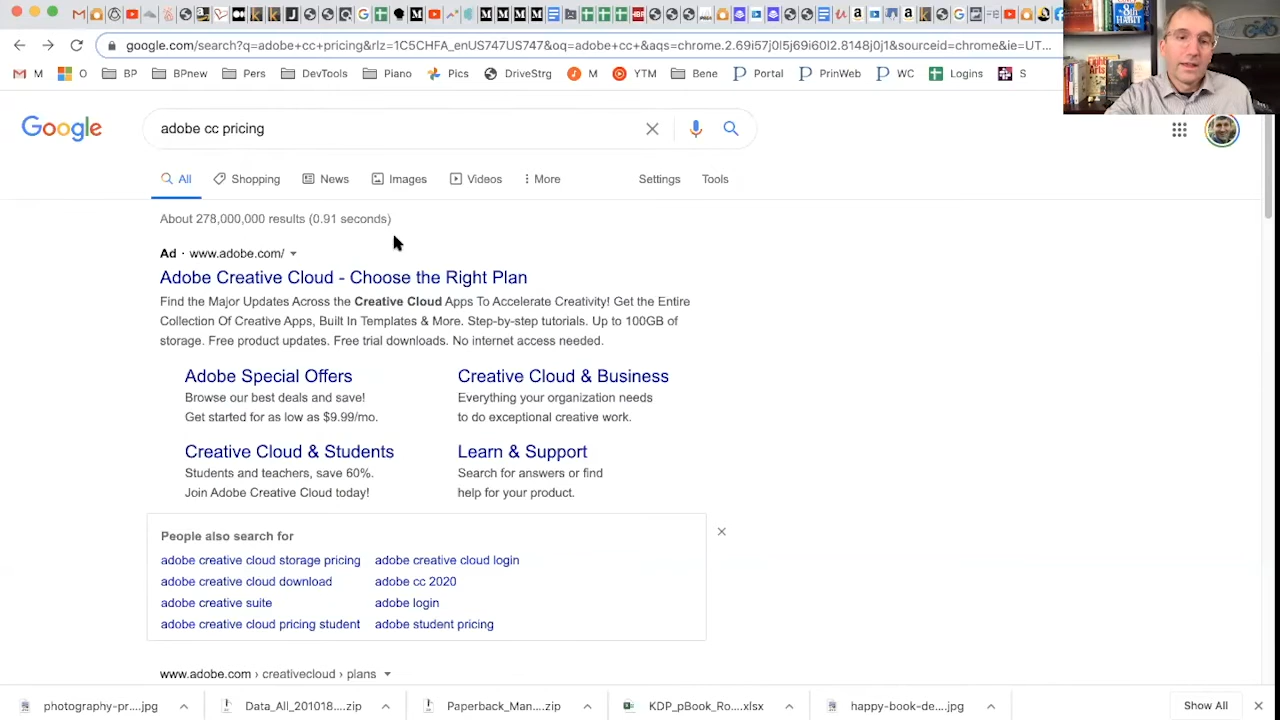 google.com/search?q=adobe+cc+pricing&rlz=1C5CHFA_enUS747US747&oq=adobe+cc+&aqs=chrome.2.69i57j0l5j69i60l2.8148j0j1&sourceid=chrome&ie=UT...
M O BP BPnew Pers DevTools Piano Pics DriveStrg M YTM Bene Portal PrinWeb WC Logins S
Google
adobe cc pricing
All Shopping News Images Videos More Settings Tools
About 278,000,000 results (0.91 seconds)
Ad · www.adobe.com/
Adobe Creative Cloud - Choose the Right Plan
Find the Major Updates Across the Creative Cloud Apps To Accelerate Creativity! Get the Entire
Collection Of Creative Apps, Built In Templates & More. Step-by-step tutorials. Up to 100GB of
storage. Free product updates. Free trial downloads. No internet access needed.
Adobe Special Offers
Browse our best deals and save!
Get started for as low as $9.99/mo.
Creative Cloud & Business
Everything your organization needs
to do exceptional creative work.
Creative Cloud & Students
Students and teachers, save 60%.
Join Adobe Creative Cloud today!
Learn & Support
Search for answers or find
help for your product.
People also search for
adobe creative cloud storage pricing
adobe creative cloud download
adobe creative suite
adobe creative cloud pricing student
adobe creative cloud login
adobe cc 2020
adobe login
adobe student pricing
www.adobe.com › creativecloud › plans
photography-pr....jpg Data_All_201018....zip Paperback_Man....zip KDP_pBook_Ro....xlsx happy-book-de....jpg Show All